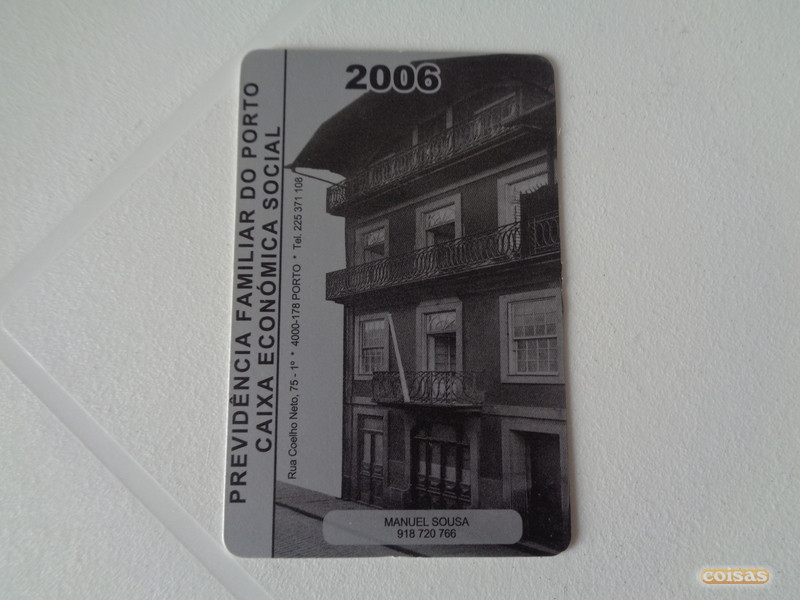 2006
PREVIDÊNCIA FAMILIAR DO PORTO
CAIXA ECONÓMICA SOCIAL
Rua Coelho Neto, 75 - 1º * 4000-178 PORTO * Tel. 225 371 108
MANUEL SOUSA
918 720 766
coisas